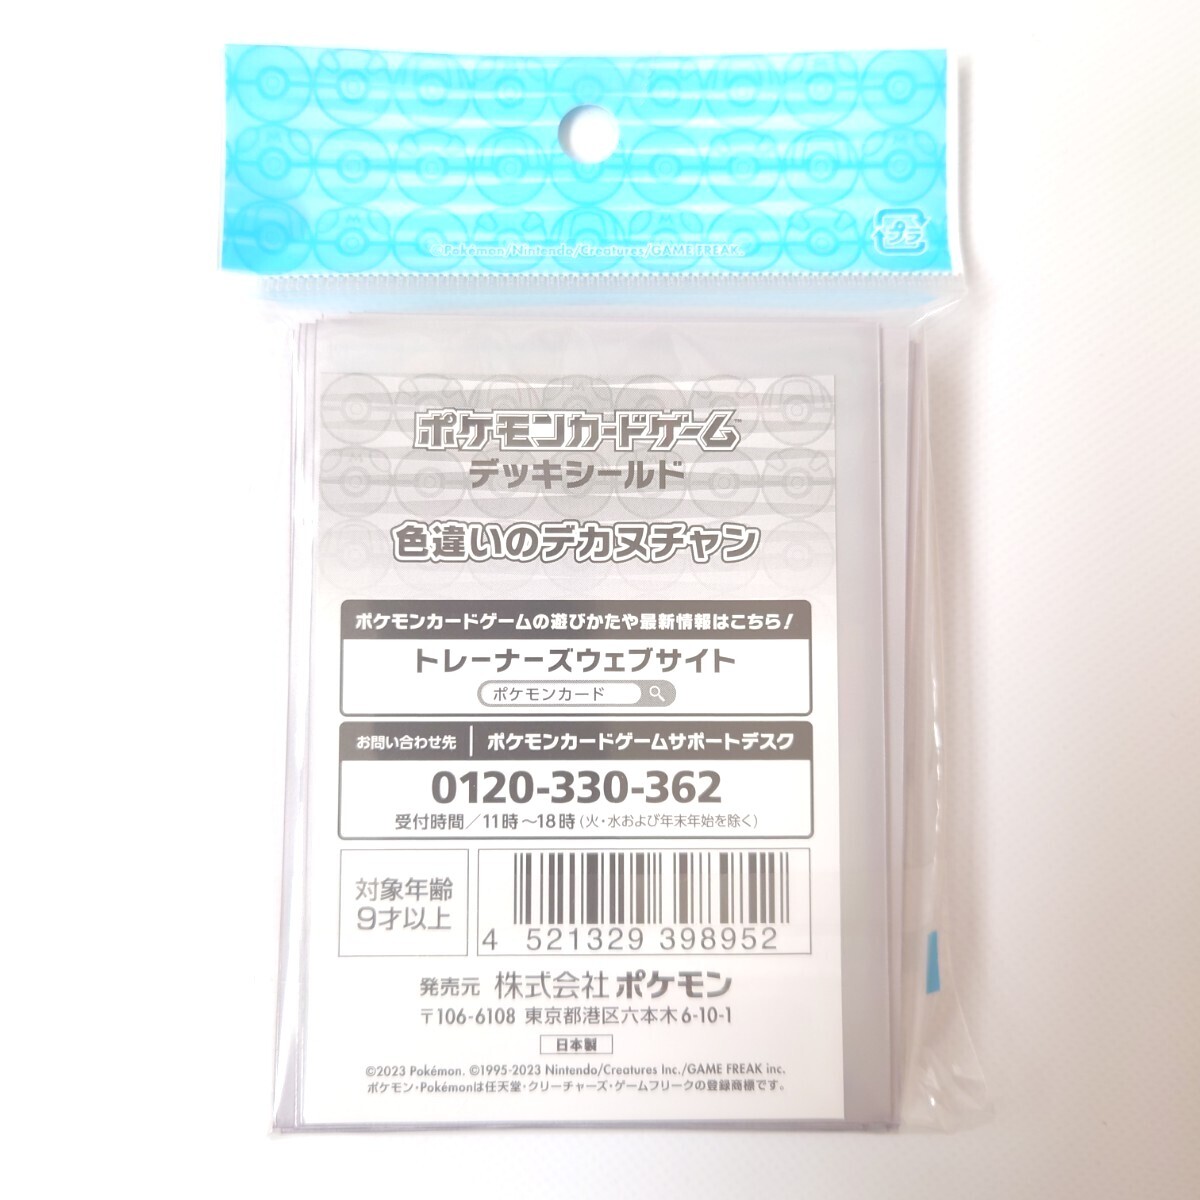 ©Pokémon/Nintendo/Creatures/GAME FREAK.
プラ
ポケモンカードゲーム™
デッキシールド
色違いのデカヌチャン
ポケモンカードゲームの遊びかたや最新情報はこちら!
トレーナーズウェブサイト
ポケモンカード
お問い合わせ先 | ポケモンカードゲームサポートデスク
0120-330-362
受付時間/11時〜18時(火・水および年末年始を除く)
対象年齢
9才以上
4 521329 398952
発売元 株式会社ポケモン
〒106-6108 東京都港区六本木6-10-1
日本製
©2023 Pokémon. ©1995-2023 Nintendo/Creatures Inc./GAME FREAK inc.
ポケモン・Pokémonは任天堂・クリーチャーズ・ゲームフリークの登録商標です。